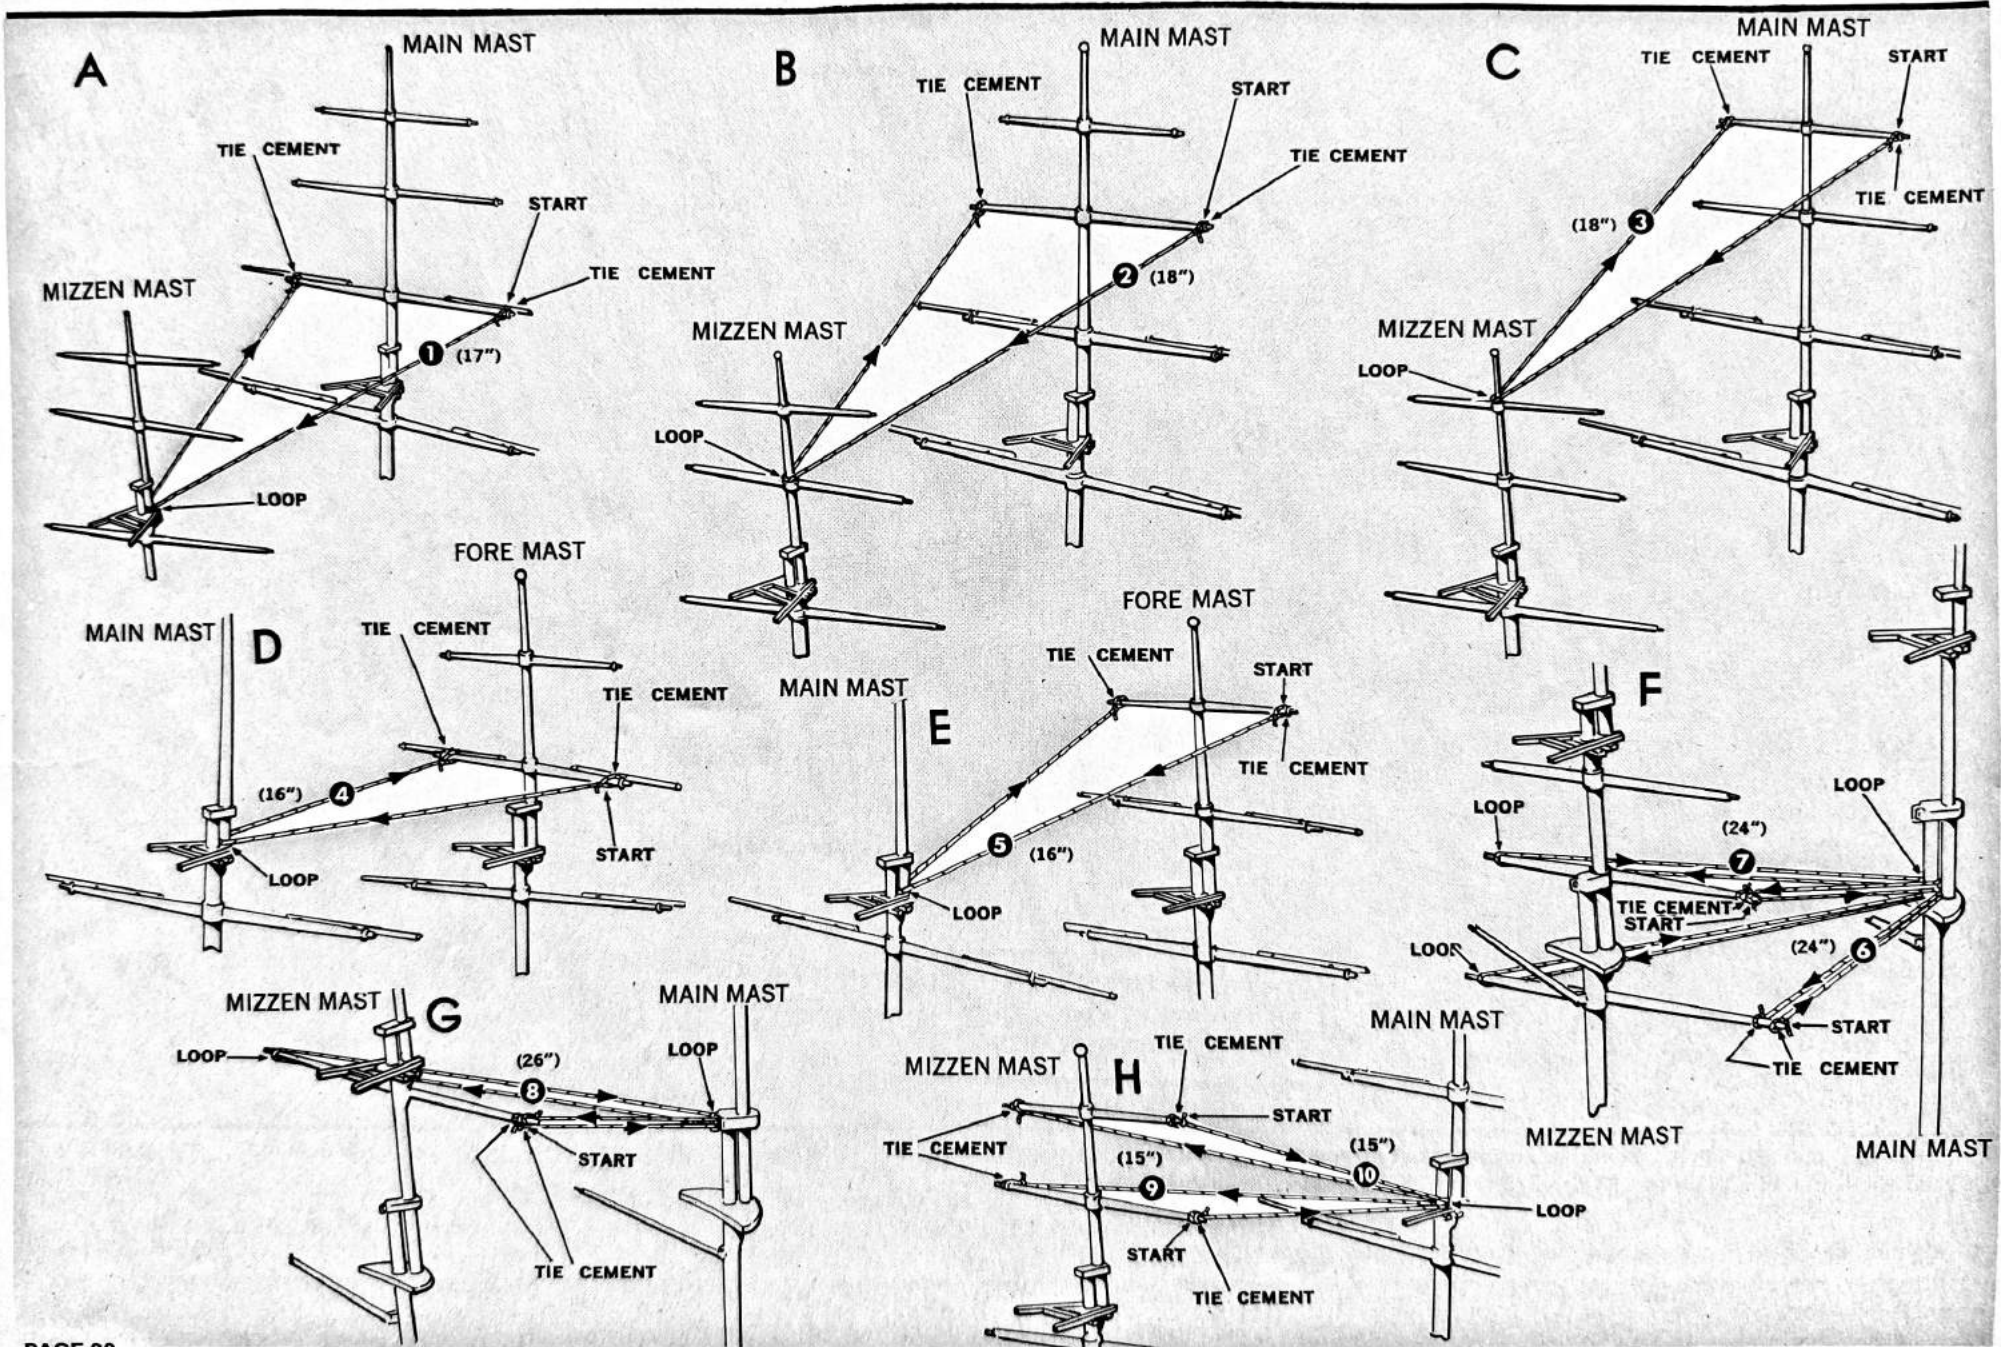 A
MAIN MAST
TIE CEMENT
START
TIE CEMENT
MIZZEN MAST
1 (17")
LOOP
B
MAIN MAST
TIE CEMENT
START
TIE CEMENT
2 (18")
MIZZEN MAST
LOOP
C
MAIN MAST
TIE CEMENT
START
TIE CEMENT
(18") 3
MIZZEN MAST
LOOP
D
FORE MAST
MAIN MAST
TIE CEMENT
TIE CEMENT
(16") 4
START
LOOP
E
FORE MAST
TIE CEMENT
START
MAIN MAST
TIE CEMENT
5 (16")
LOOP
F
LOOP
LOOP
(24")
7
TIE CEMENT
START
LOOP
(24") 6
START
TIE CEMENT
MIZZEN MAST
MAIN MAST
G
MIZZEN MAST
MAIN MAST
LOOP
(26")
8
LOOP
START
TIE CEMENT
H
MAIN MAST
TIE CEMENT
MIZZEN MAST
START
TIE CEMENT
(15")
10
(15")
9
LOOP
START
TIE CEMENT